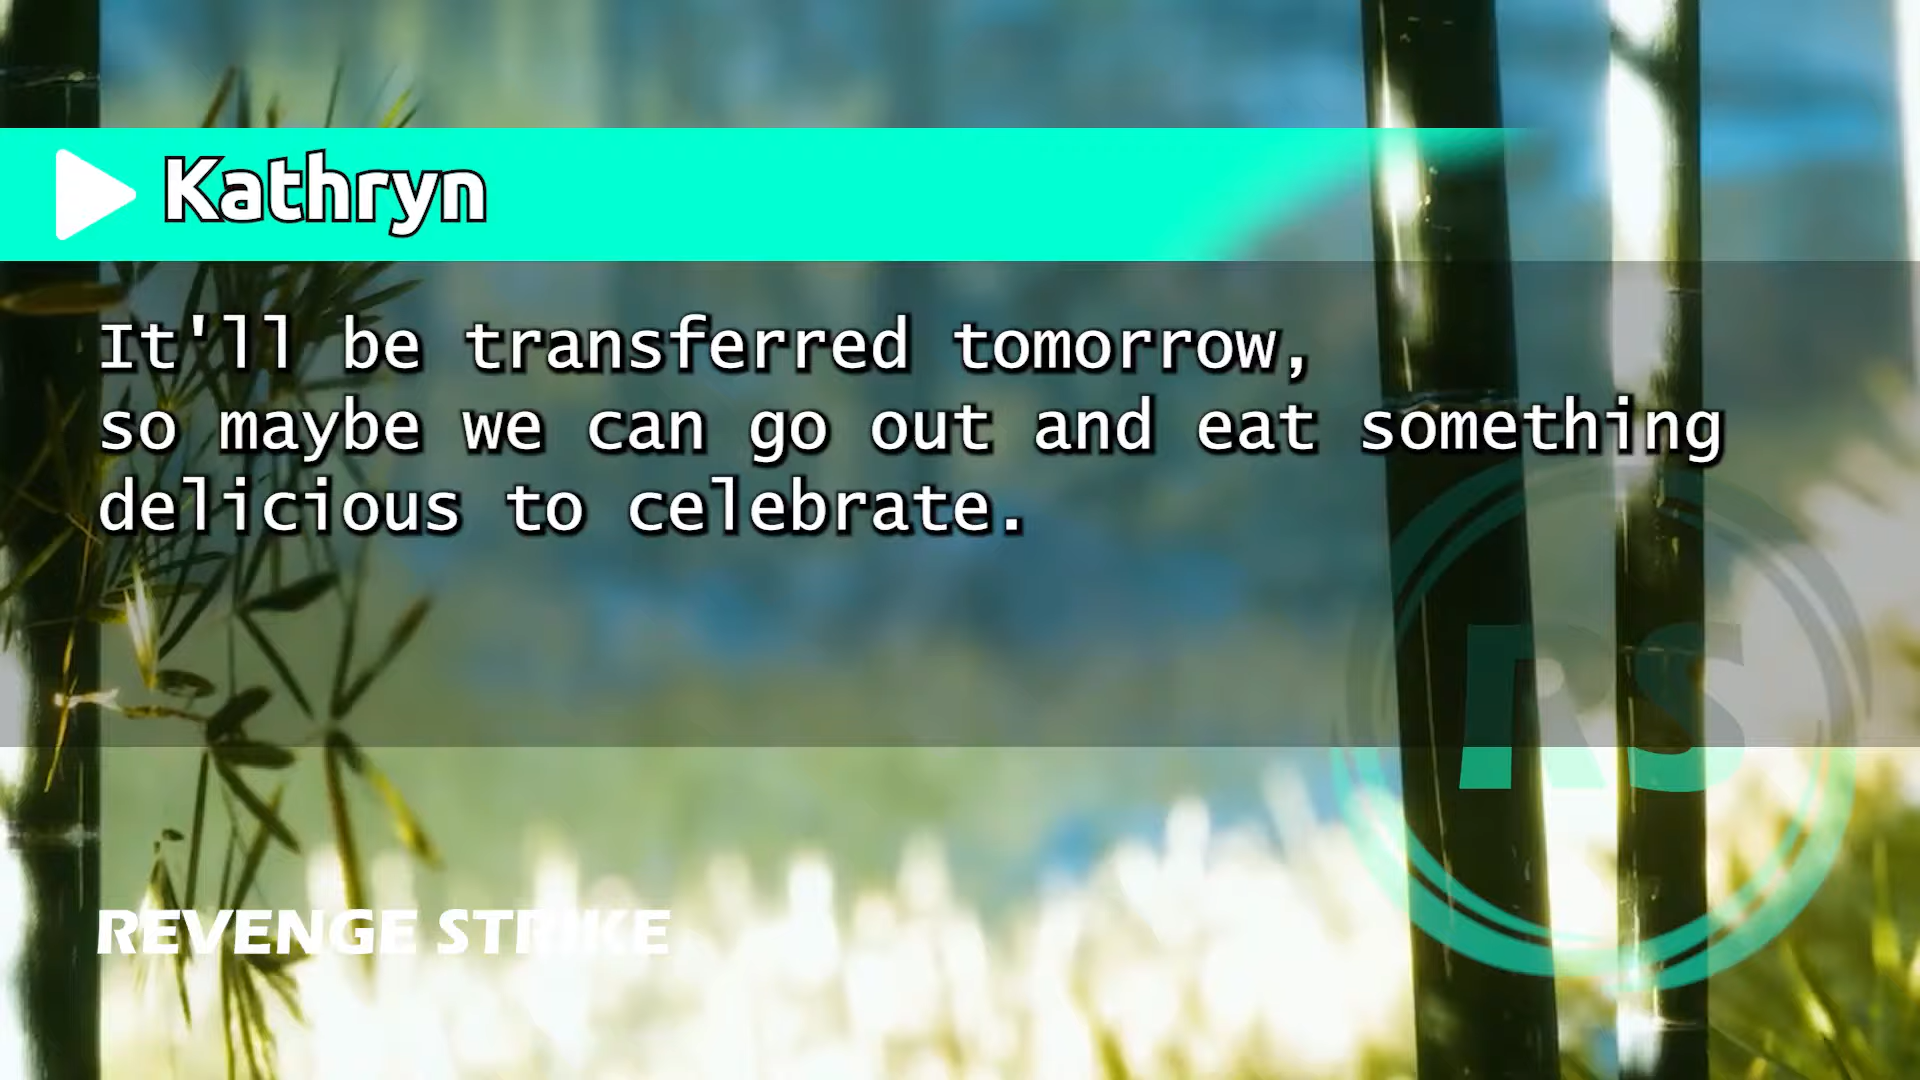 Kathryn
It'll be transferred tomorrow,
so maybe we can go out and eat something
delicious to celebrate.
RS
REVENGE STRIKE